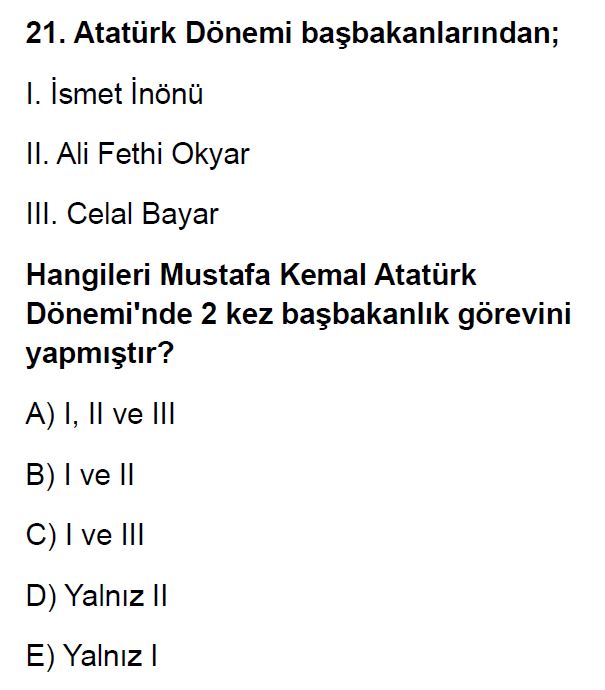 21. Atatürk Dönemi başbakanlarından;
I. İsmet İnönü
II. Ali Fethi Okyar
III. Celal Bayar
Hangileri Mustafa Kemal Atatürk
Dönemi'nde 2 kez başbakanlık görevini
yapmıştır?
A) I, II ve III
B) I ve II
C) I ve III
D) Yalnız II
E) Yalnız I